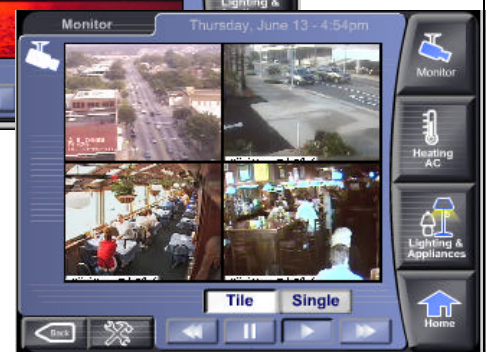 Lighting &
Monitor
Thursday, June 13 - 4:54pm
Monitor
Heating
AC
Lighting &
Appliances
Tile
Single
Back
Home